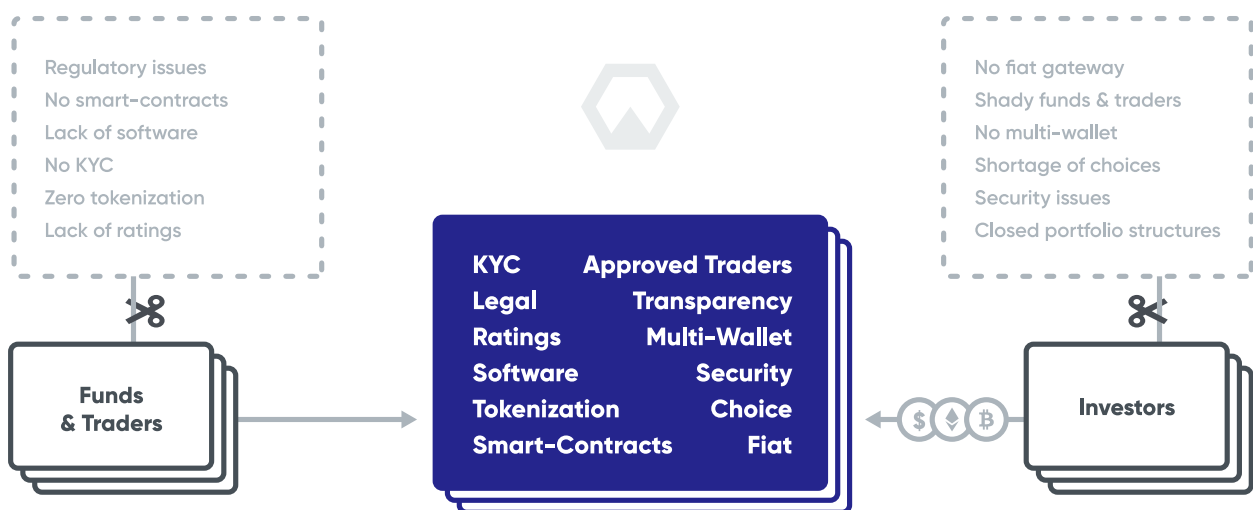 Regulatory issues
No smart-contracts
Lack of software
No KYC
Zero tokenization
Lack of ratings
No fiat gateway
Shady funds & traders
No multi-wallet
Shortage of choices
Security issues
Closed portfolio structures
KYC Approved Traders
Legal Transparency
Ratings Multi-Wallet
Software Security
Tokenization Choice
Smart-Contracts Fiat
Funds
& Traders
$ ₿
Investors